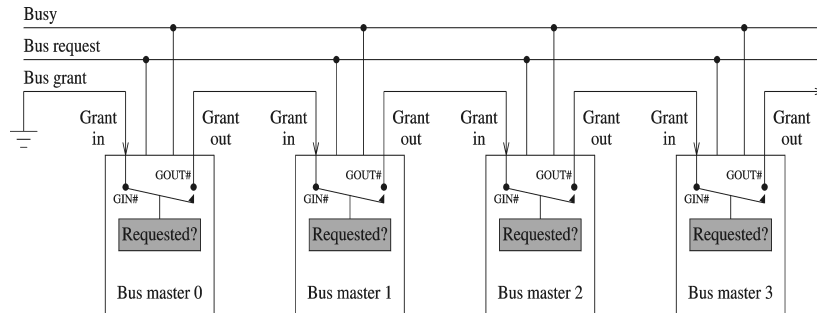 Busy
Bus request
Bus grant
Grant in
Grant out
Grant in
Grant out
Grant in
Grant out
Grant in
Grant out
GOUT#
GIN#
Requested?
Bus master 0
GOUT#
GIN#
Requested?
Bus master 1
GOUT#
GIN#
Requested?
Bus master 2
GOUT#
GIN#
Requested?
Bus master 3